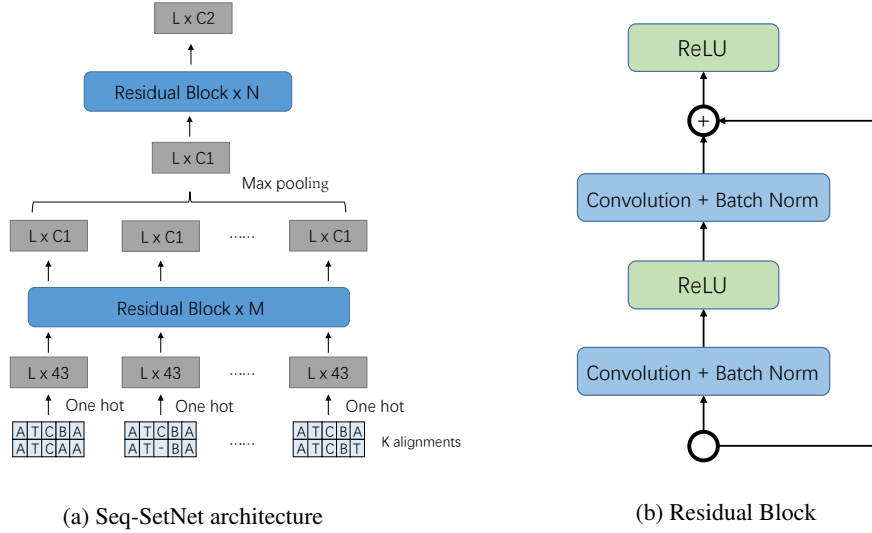 L x C2
Residual Block x N
L x C1
Max pooling
L x C1 L x C1 ...... L x C1
Residual Block x M
L x 43 L x 43 ...... L x 43
One hot One hot One hot
A T C B A A T C B A A T C B A
A T C A A A T - B A ...... A T C B T K alignments
(a) Seq-SetNet architecture
ReLU
+
Convolution + Batch Norm
ReLU
Convolution + Batch Norm
(b) Residual Block